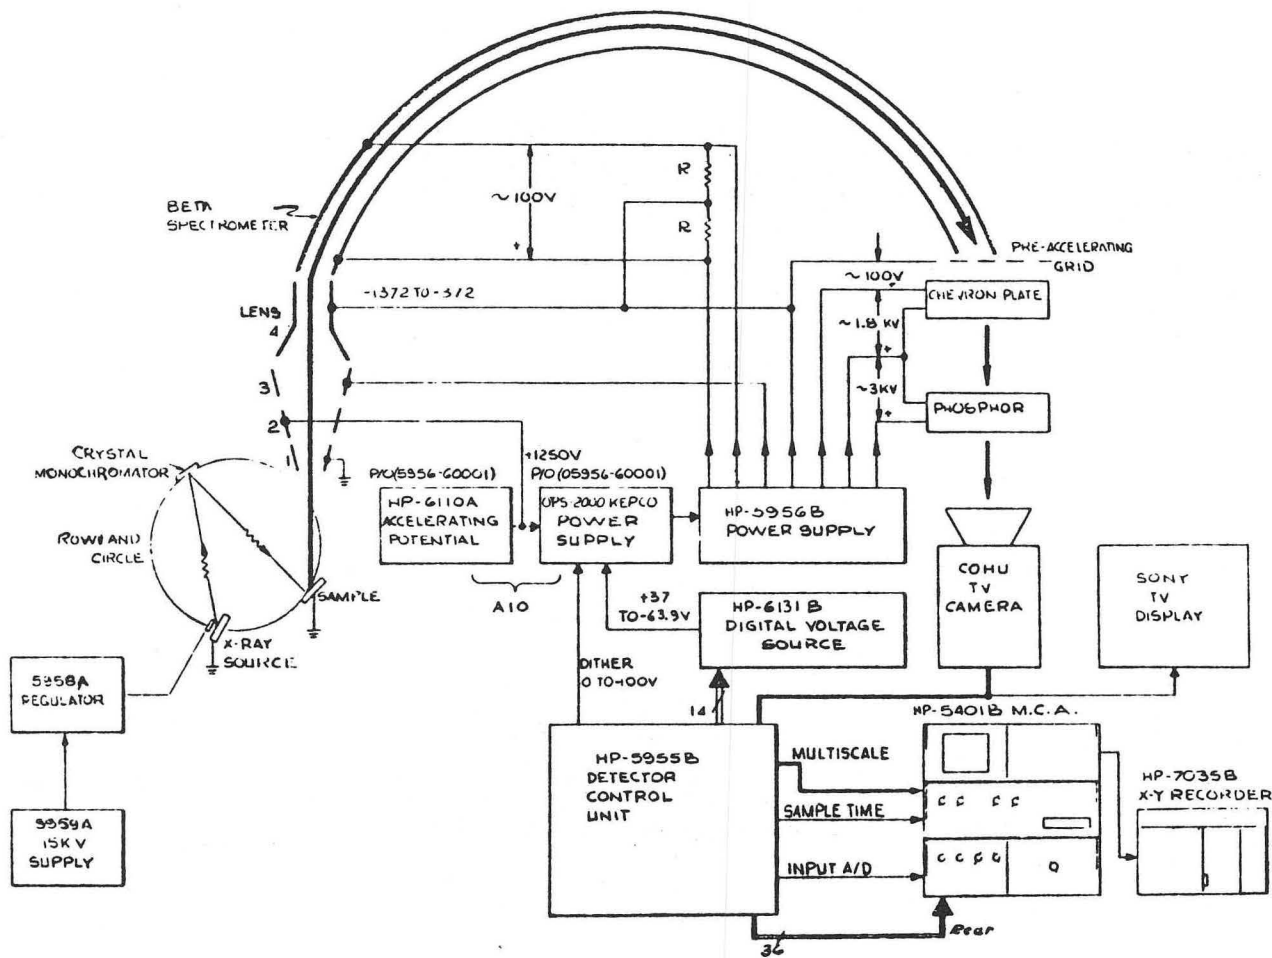 BETA
SPECTROMETER
~100V
+
R
R
PRE-ACCELERATING
GRID
~100V
CHEVRON PLATE
~1.8 KV
+
~3KV
+
PHOSPHOR
-1372 TO -372
LENS
4
3
2
1
CRYSTAL
MONOCHROMATOR
ROWLAND
CIRCLE
SAMPLE
X-RAY
SOURCE
+1250V
P/O(5956-60001)
P/O(05956-60001)
HP-6110A
ACCELERATING
POTENTIAL
OPS-2000 KEPCO
POWER
SUPPLY
HP-5956B
POWER SUPPLY
A10
+37
TO-63.9V
HP-6131B
DIGITAL VOLTAGE
SOURCE
COHU
TV
CAMERA
SONY
TV
DISPLAY
DITHER
0 TO-100V
14
5958A
REGULATOR
5959A
15KV
SUPPLY
HP-5955B
DETECTOR
CONTROL
UNIT
MULTISCALE
SAMPLE TIME
INPUT A/D
36
Rear
HP-5401B M.C.A.
HP-7035B
X-Y RECORDER